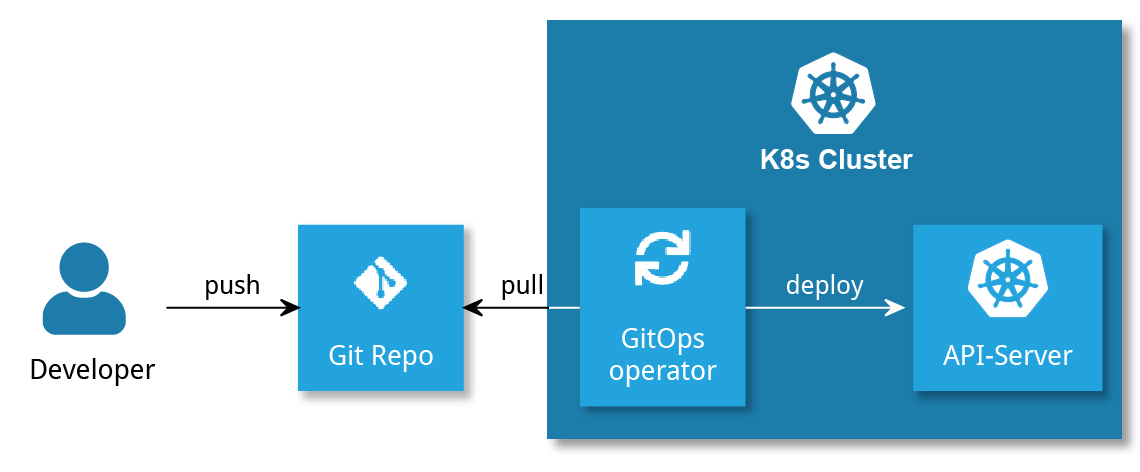 K8s Cluster
push
pull
deploy
Developer
Git Repo
GitOps
operator
API-Server